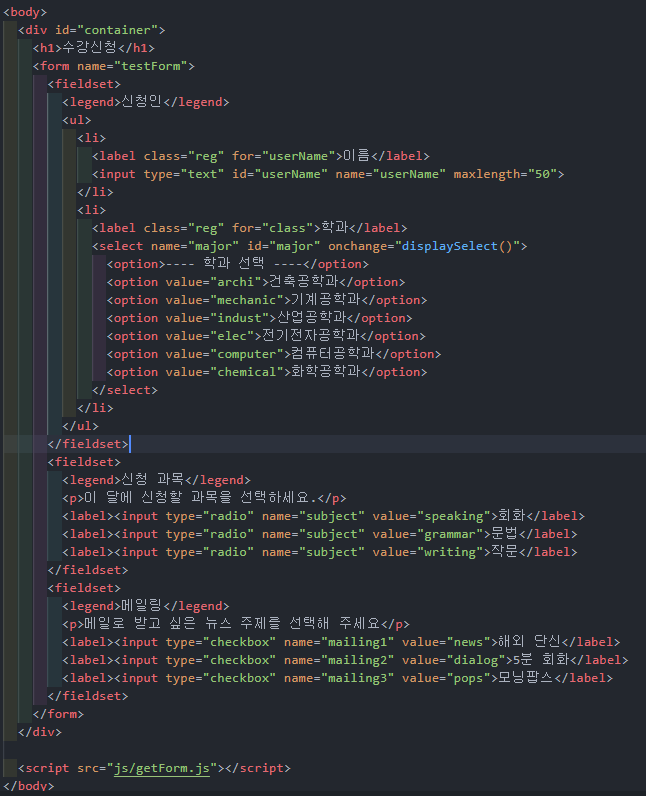 <body>
<div id="container">
<h1>수강신청</h1>
<form name="testForm">
<fieldset>
<legend>신청인</legend>
<ul>
<li>
<label class="reg" for="userName">이름</label>
<input type="text" id="userName" name="userName" maxlength="50">
</li>
<li>
<label class="reg" for="class">학과</label>
<select name="major" id="major" onchange="displaySelect()">
<option>---- 학과 선택 ----</option>
<option value="archi">건축공학과</option>
<option value="mechanic">기계공학과</option>
<option value="indust">산업공학과</option>
<option value="elec">전기전자공학과</option>
<option value="computer">컴퓨터공학과</option>
<option value="chemical">화학공학과</option>
</select>
</li>
</ul>
</fieldset>
<fieldset>
<legend>신청 과목</legend>
<p>이 달에 신청할 과목을 선택하세요.</p>
<label><input type="radio" name="subject" value="speaking">회화</label>
<label><input type="radio" name="subject" value="grammar">문법</label>
<label><input type="radio" name="subject" value="writing">작문</label>
</fieldset>
<fieldset>
<legend>메일링</legend>
<p>메일로 받고 싶은 뉴스 주제를 선택해 주세요</p>
<label><input type="checkbox" name="mailing1" value="news">해외 단신</label>
<label><input type="checkbox" name="mailing2" value="dialog">5분 회화</label>
<label><input type="checkbox" name="mailing3" value="pops">모닝팝스</label>
</fieldset>
</form>
</div>
<script src="js/getForm.js"></script>
</body>